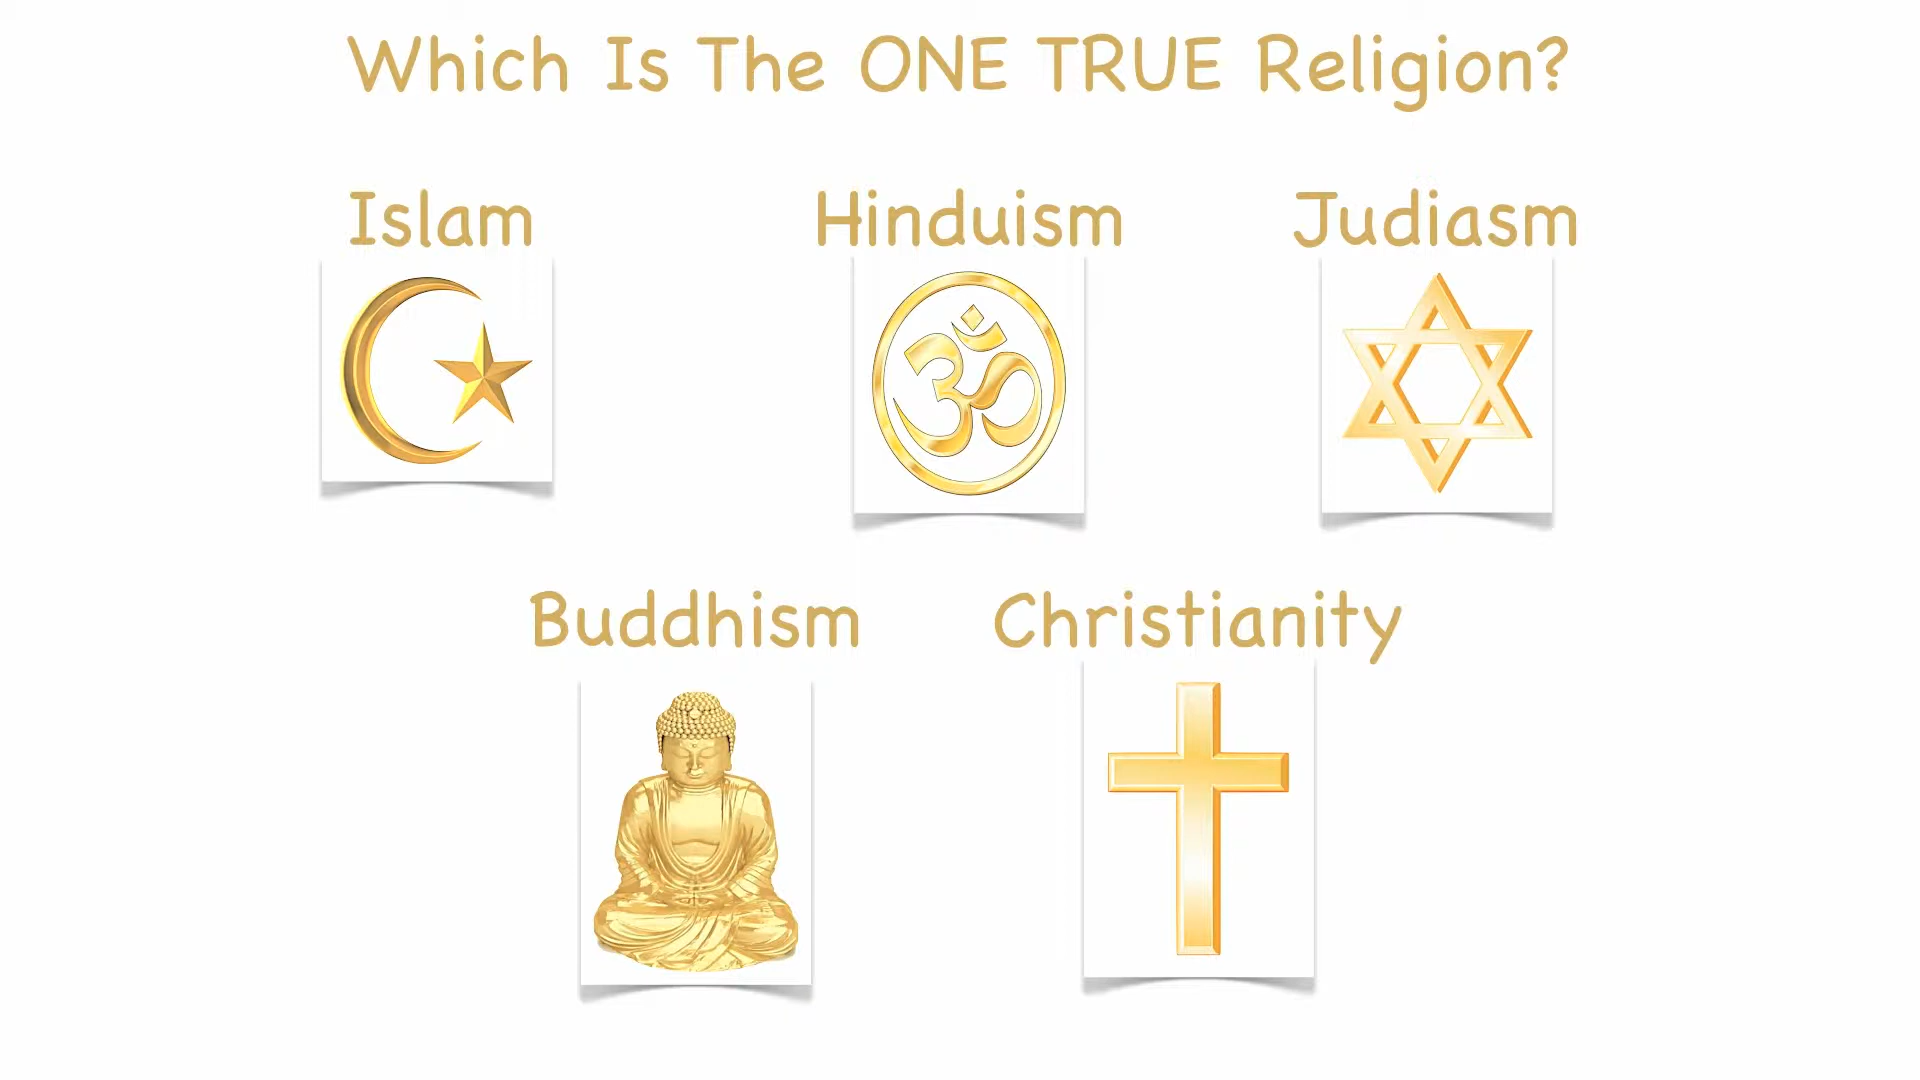 Which Is The ONE TRUE Religion?
Islam
Hinduism
Judiasm
Buddhism
Christianity